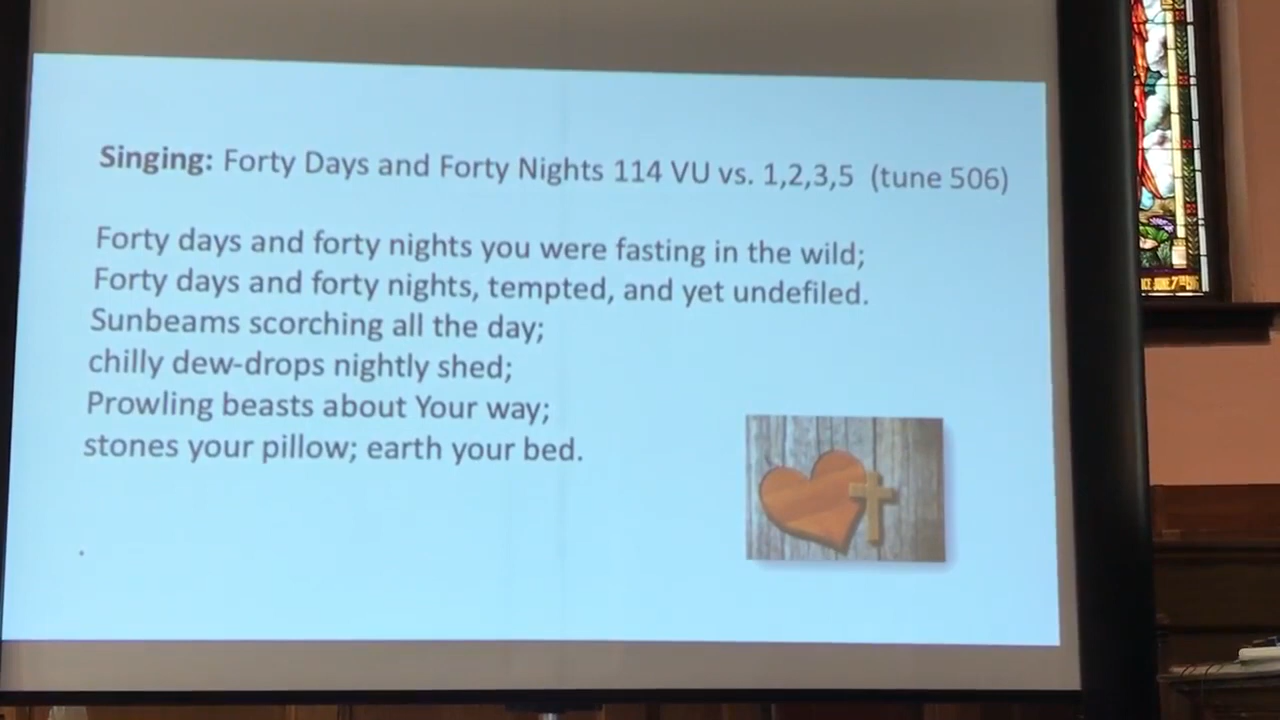 Singing: Forty Days and Forty Nights 114 VU vs. 1,2,3,5 (tune 506)
Forty days and forty nights you were fasting in the wild;
Forty days and forty nights, tempted, and yet undefiled.
Sunbeams scorching all the day;
chilly dew-drops nightly shed;
Prowling beasts about Your way;
stones your pillow; earth your bed.
.
JUNE 7